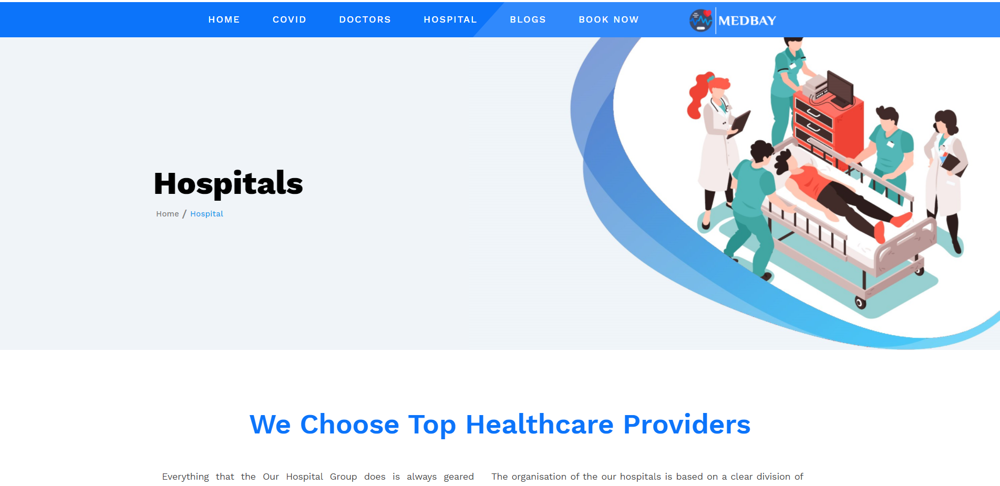 HOME COVID DOCTORS HOSPITAL BLOGS BOOK NOW MEDBAY
Hospitals
Home / Hospital
We Choose Top Healthcare Providers
Everything that the Our Hospital Group does is always geared
The organisation of the our hospitals is based on a clear division of